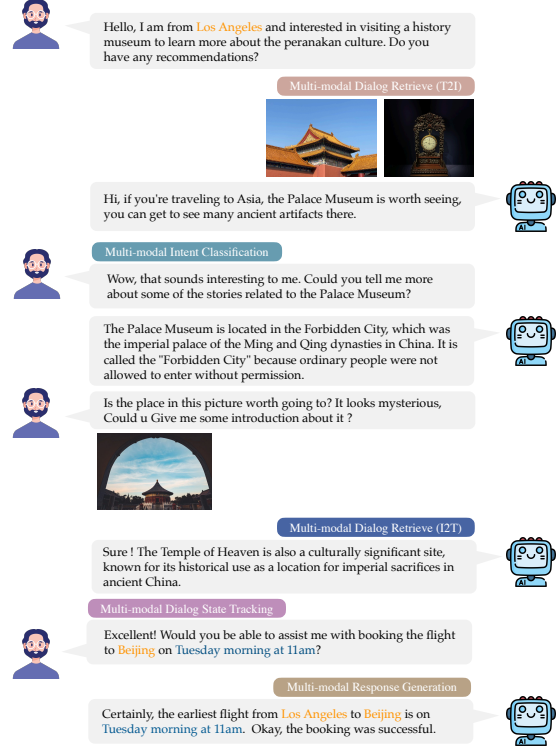 Hello, I am from Los Angeles and interested in visiting a history
museum to learn more about the peranakan culture. Do you
have any recommendations?
Multi-modal Dialog Retrieve (T2I)
Hi, if you're traveling to Asia, the Palace Museum is worth seeing,
you can get to see many ancient artifacts there.
AI
Multi-modal Intent Classification
Wow, that sounds interesting to me. Could you tell me more
about some of the stories related to the Palace Museum?
The Palace Museum is located in the Forbidden City, which was
the imperial palace of the Ming and Qing dynasties in China. It is
called the "Forbidden City" because ordinary people were not
allowed to enter without permission.
AI
Is the place in this picture worth going to? It looks mysterious,
Could u Give me some introduction about it ?
Multi-modal Dialog Retrieve (I2T)
Sure ! The Temple of Heaven is also a culturally significant site,
known for its historical use as a location for imperial sacrifices in
ancient China.
AI
Multi-modal Dialog State Tracking
Excellent! Would you be able to assist me with booking the flight
to Beijing on Tuesday morning at 11am?
Multi-modal Response Generation
Certainly, the earliest flight from Los Angeles to Beijing is on
Tuesday morning at 11am. Okay, the booking was successful.
AI